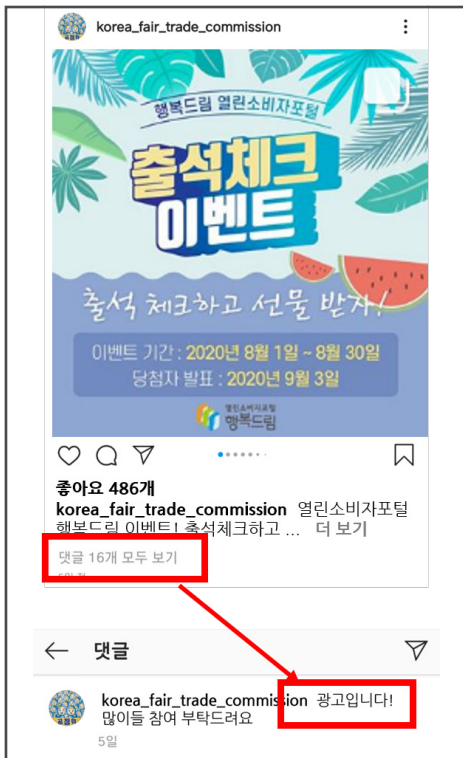 korea_fair_trade_commission
행복드림 열린소비자포털
출석체크
이벤트
출석 체크하고 선물 받자!
이벤트 기간 : 2020년 8월 1일 ~ 8월 30일
당첨자 발표 : 2020년 9월 3일
열린소비자포털
행복드림
좋아요 486개
korea_fair_trade_commission 열린소비자포털
행복드림 이벤트! 출석체크하고 ... 더 보기
댓글 16개 모두 보기
5일 전
댓글
korea_fair_trade_commission 광고입니다!
많이들 참여 부탁드려요
5일